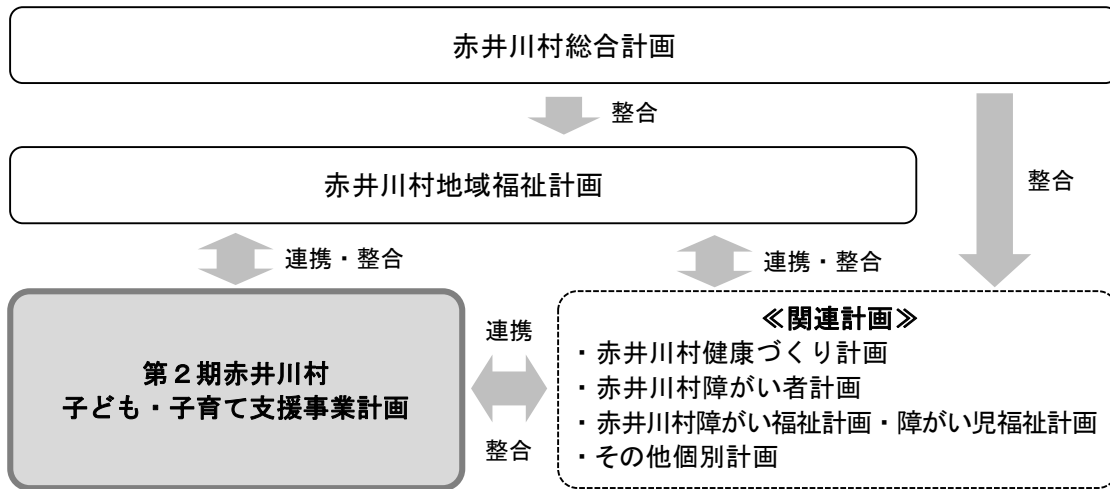 赤井川村総合計画
整合
赤井川村地域福祉計画
整合
連携・整合
連携・整合
第２期赤井川村
子ども・子育て支援事業計画
連携
整合
≪関連計画≫
・赤井川村健康づくり計画
・赤井川村障がい者計画
・赤井川村障がい福祉計画・障がい児福祉計画
・その他個別計画